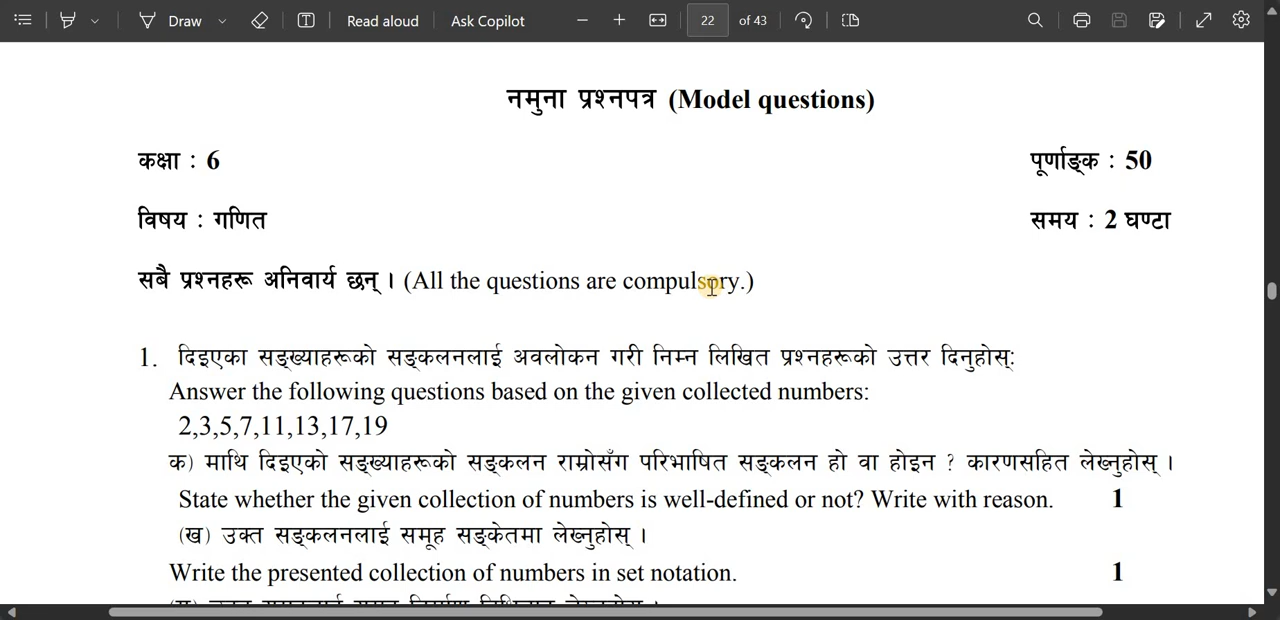 Draw Read aloud Ask Copilot 22 of 43
नमुना प्रश्नपत्र (Model questions)
कक्षा : 6 पूर्णाङ्क : 50
विषय : गणित समय : 2 घण्टा
सबै प्रश्नहरू अनिवार्य छन् । (All the questions are compulsory.)
1. दिइएका सङ्ख्याहरूको सङ्कलनलाई अवलोकन गरी निम्न लिखित प्रश्नहरूको उत्तर दिनुहोस्:
Answer the following questions based on the given collected numbers:
2,3,5,7,11,13,17,19
क) माथि दिइएको सङ्ख्याहरूको सङ्कलन राम्रोसँग परिभाषित सङ्कलन हो वा होइन ? कारणसहित लेख्नुहोस् ।
State whether the given collection of numbers is well-defined or not? Write with reason. 1
(ख) उक्त सङ्कलनलाई समूह सङ्केतमा लेख्नुहोस् ।
Write the presented collection of numbers in set notation. 1